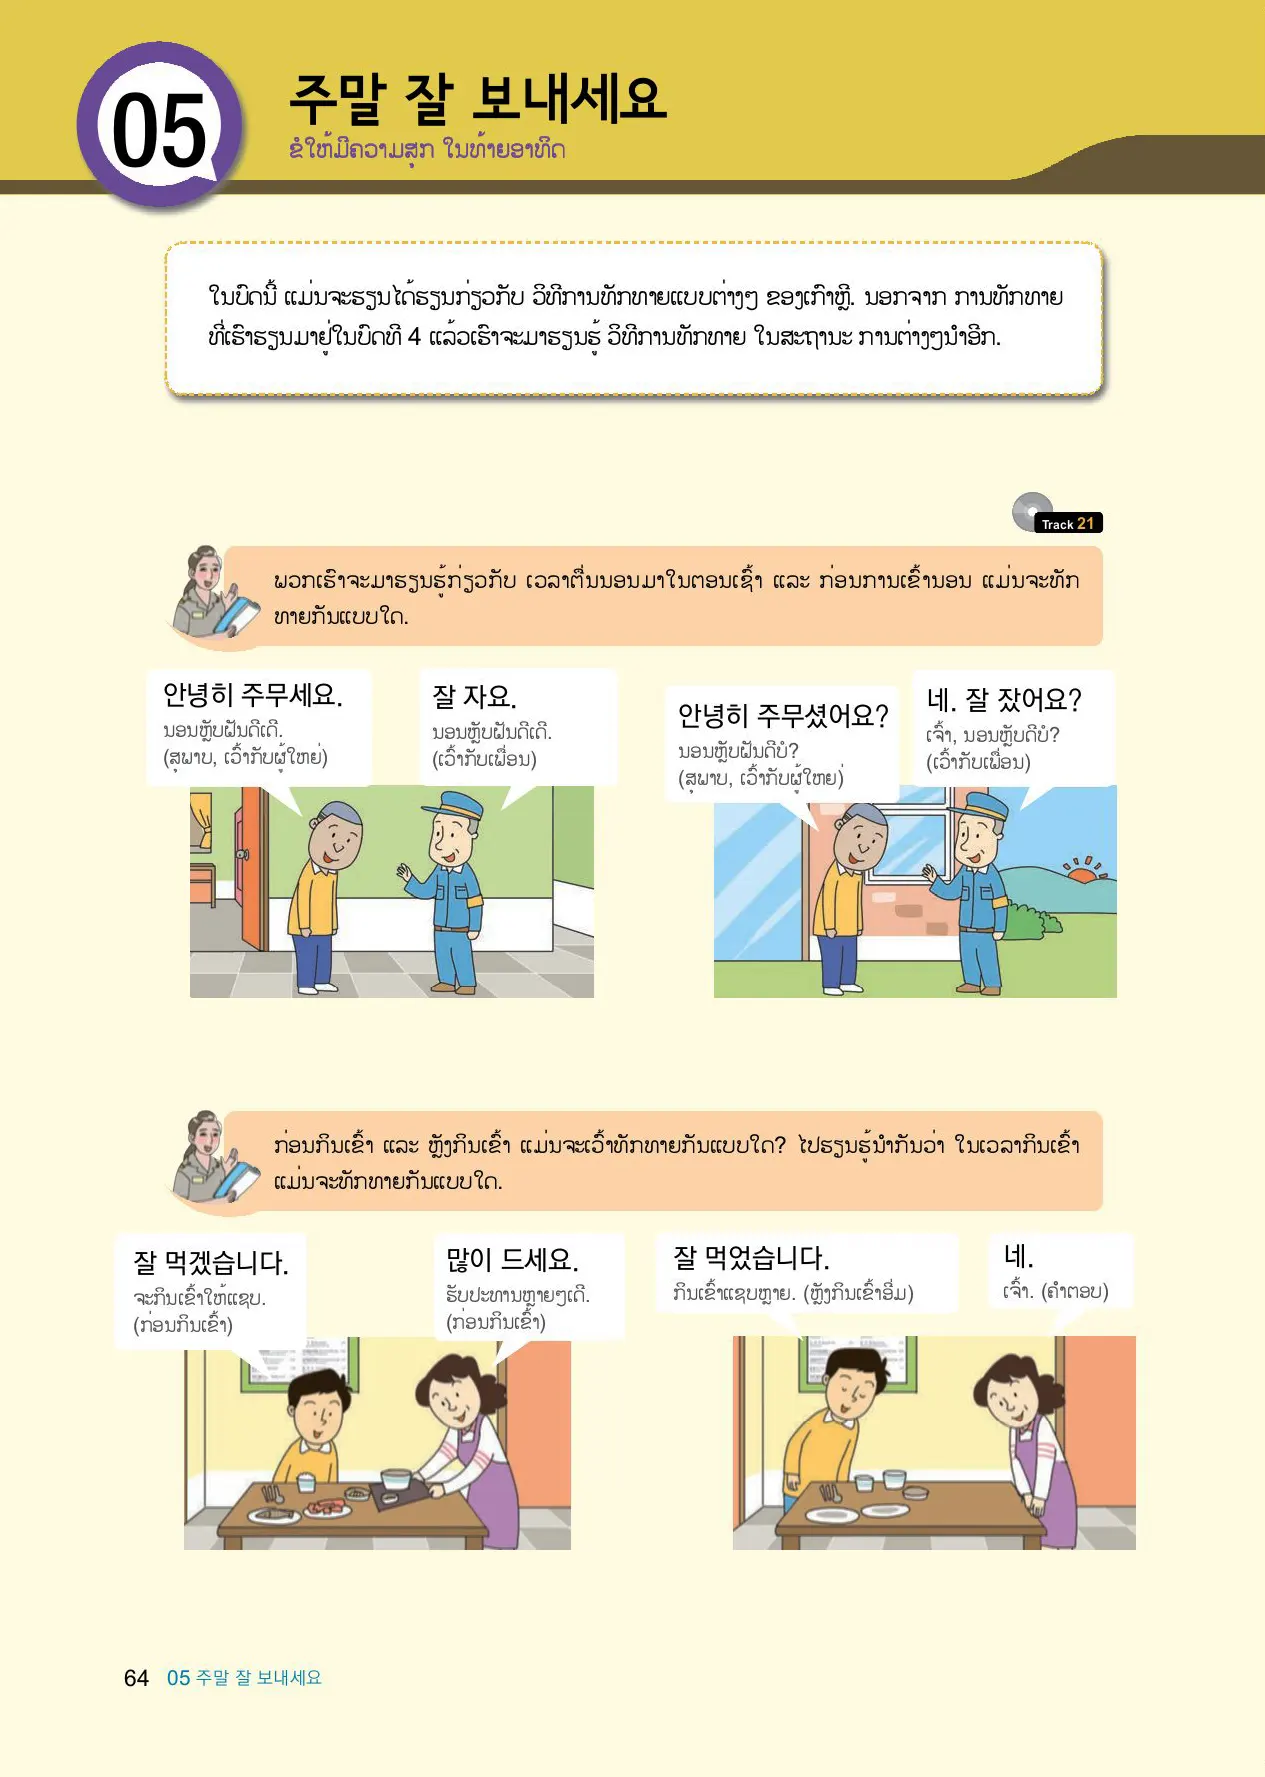 05
주말 잘 보내세요
ຂໍໃຫ້ມີຄວາມສຸກ ໃນທ້າຍອາທິດ
ໃນບົດນີ້ ແມ່ນຈະຮຽນໄດ້ຮຽນກ່ຽວກັບ ວິທີການທັກທາຍແບບຕ່າງໆ ຂອງເກົາຫຼີ. ນອກຈາກ ການທັກທາຍ
ທີ່ເຮົາຮຽນມາຢູ່ໃນບົດທີ 4 ແລ້ວເຮົາຈະມາຮຽນຮູ້ ວິທີການທັກທາຍ ໃນສະຖານະ ການຕ່າງໆນໍາອີກ.
Track 21
ພວກເຮົາຈະມາຮຽນຮູ້ກ່ຽວກັບ ເວລາຕື່ນນອນມາໃນຕອນເຊົ້າ ແລະ ກ່ອນການເຂົ້ານອນ ແມ່ນຈະທັກ
ທາຍກັນແບບໃດ.
안녕히 주무세요.
ນອນຫຼັບຝັນດີເດີ.
(ສຸພາບ, ເວົ້າກັບຜູ້ໃຫຍ່)
잘 자요.
ນອນຫຼັບຝັນດີເດີ.
(ເວົ້າກັບເພື່ອນ)
안녕히 주무셨어요?
ນອນຫຼັບຝັນດີບໍ?
(ສຸພາບ, ເວົ້າກັບຜູ້ໃຫຍ່)
네. 잘 잤어요?
ເຈົ້າ, ນອນຫຼັບດີບໍ?
(ເວົ້າກັບເພື່ອນ)
ກ່ອນກິນເຂົ້າ ແລະ ຫຼັງກິນເຂົ້າ ແມ່ນຈະເວົ້າທັກທາຍກັນແບບໃດ? ໄປຮຽນຮູ້ນໍາກັນວ່າ ໃນເວລາກິນເຂົ້າ
ແມ່ນຈະທັກທາຍກັນແບບໃດ.
잘 먹겠습니다.
ຈະກິນເຂົ້າໃຫ້ແຊບ.
(ກ່ອນກິນເຂົ້າ)
많이 드세요.
ຮັບປະທານຫຼາຍໆເດີ.
(ກ່ອນກິນເຂົ້າ)
잘 먹었습니다.
ກິນເຂົ້າແຊບຫຼາຍ. (ຫຼັງກິນເຂົ້າອີ່ມ)
네.
ເຈົ້າ. (ຄໍາຕອບ)
64 05 주말 잘 보내세요